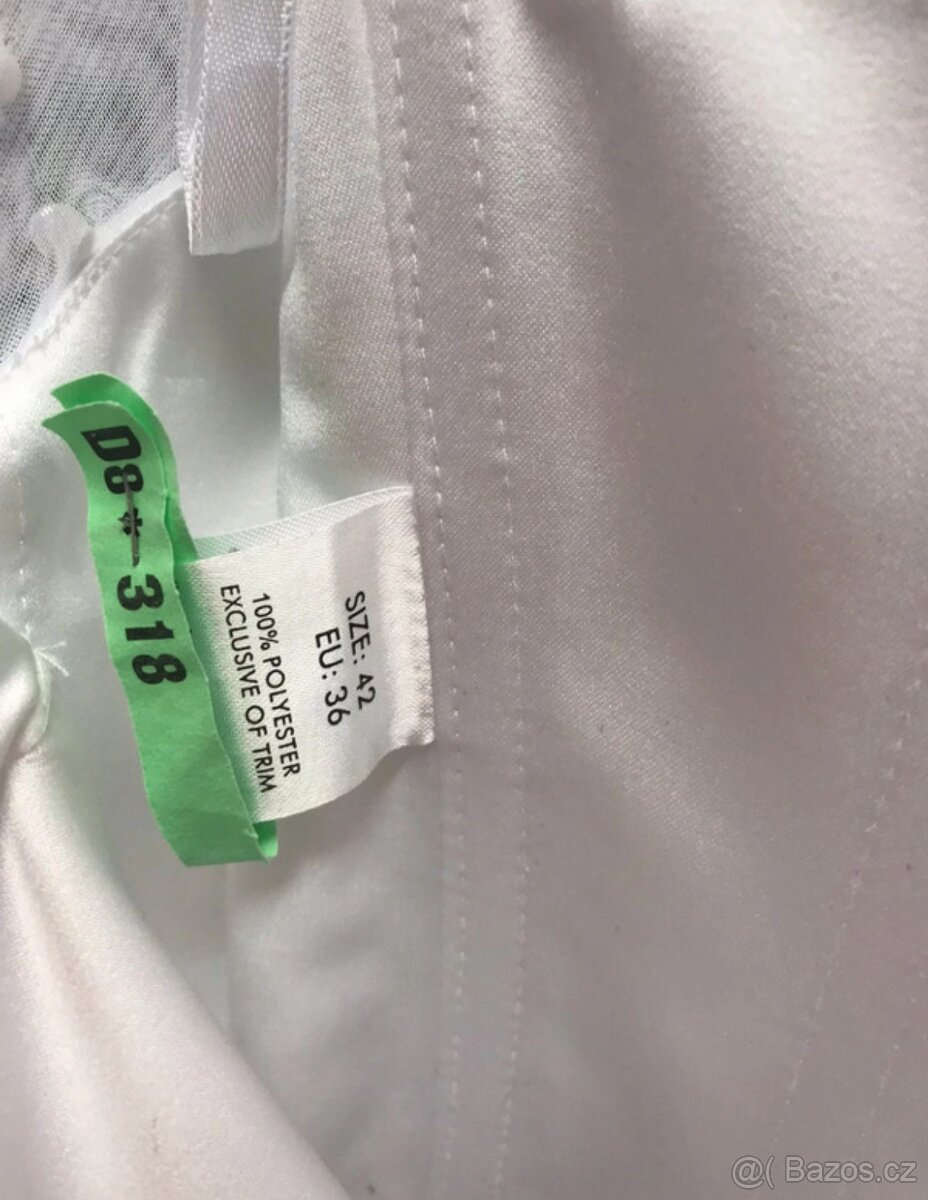 D8*318
SIZE: 42
EU: 36
100% POLYESTER
EXCLUSIVE OF TRIM
@( Bazos.cz